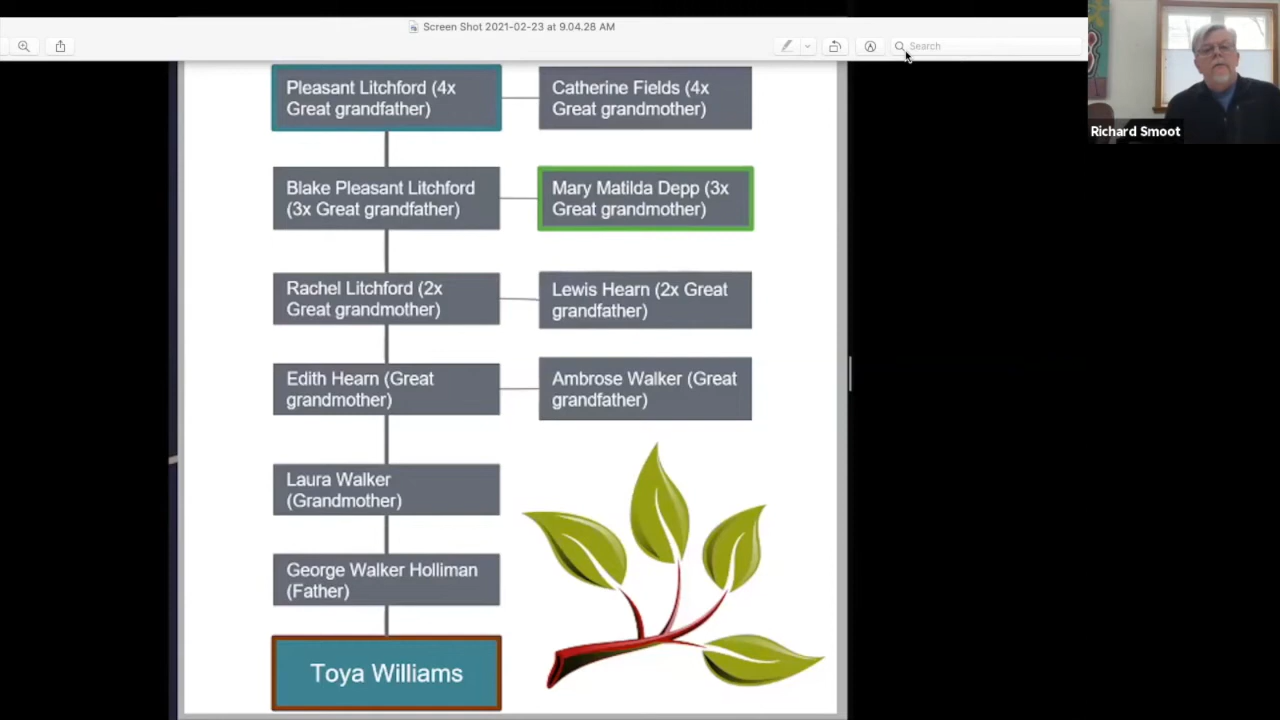 Screen Shot 2021-02-23 at 9.04.28 AM
Search
Richard Smoot
Pleasant Litchford (4x
Great grandfather)
Catherine Fields (4x
Great grandmother)
Blake Pleasant Litchford
(3x Great grandfather)
Mary Matilda Depp (3x
Great grandmother)
Rachel Litchford (2x
Great grandmother)
Lewis Hearn (2x Great
grandfather)
Edith Hearn (Great
grandmother)
Ambrose Walker (Great
grandfather)
Laura Walker
(Grandmother)
George Walker Holliman
(Father)
Toya Williams